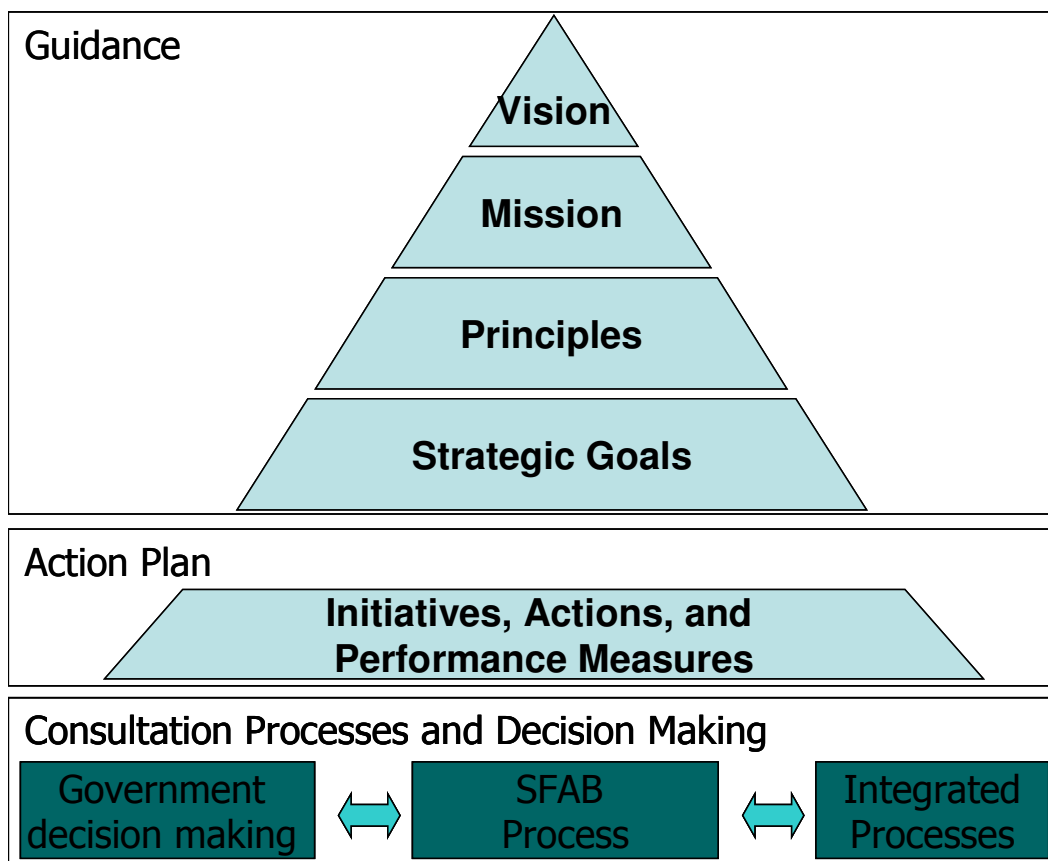 Guidance
Vision
Mission
Principles
Strategic Goals
Action Plan
Initiatives, Actions, and
Performance Measures
Consultation Processes and Decision Making
Government
decision making
SFAB
Process
Integrated
Processes